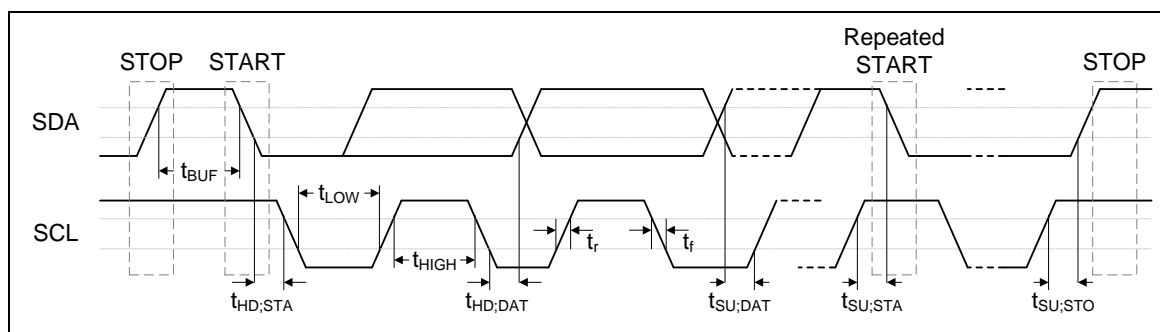 STOP
START
Repeated
START
STOP
SDA
tBUF
tLOW
SCL
tHIGH
tr
tf
tHD;STA
tHD;DAT
tSU;DAT
tSU;STA
tSU;STO